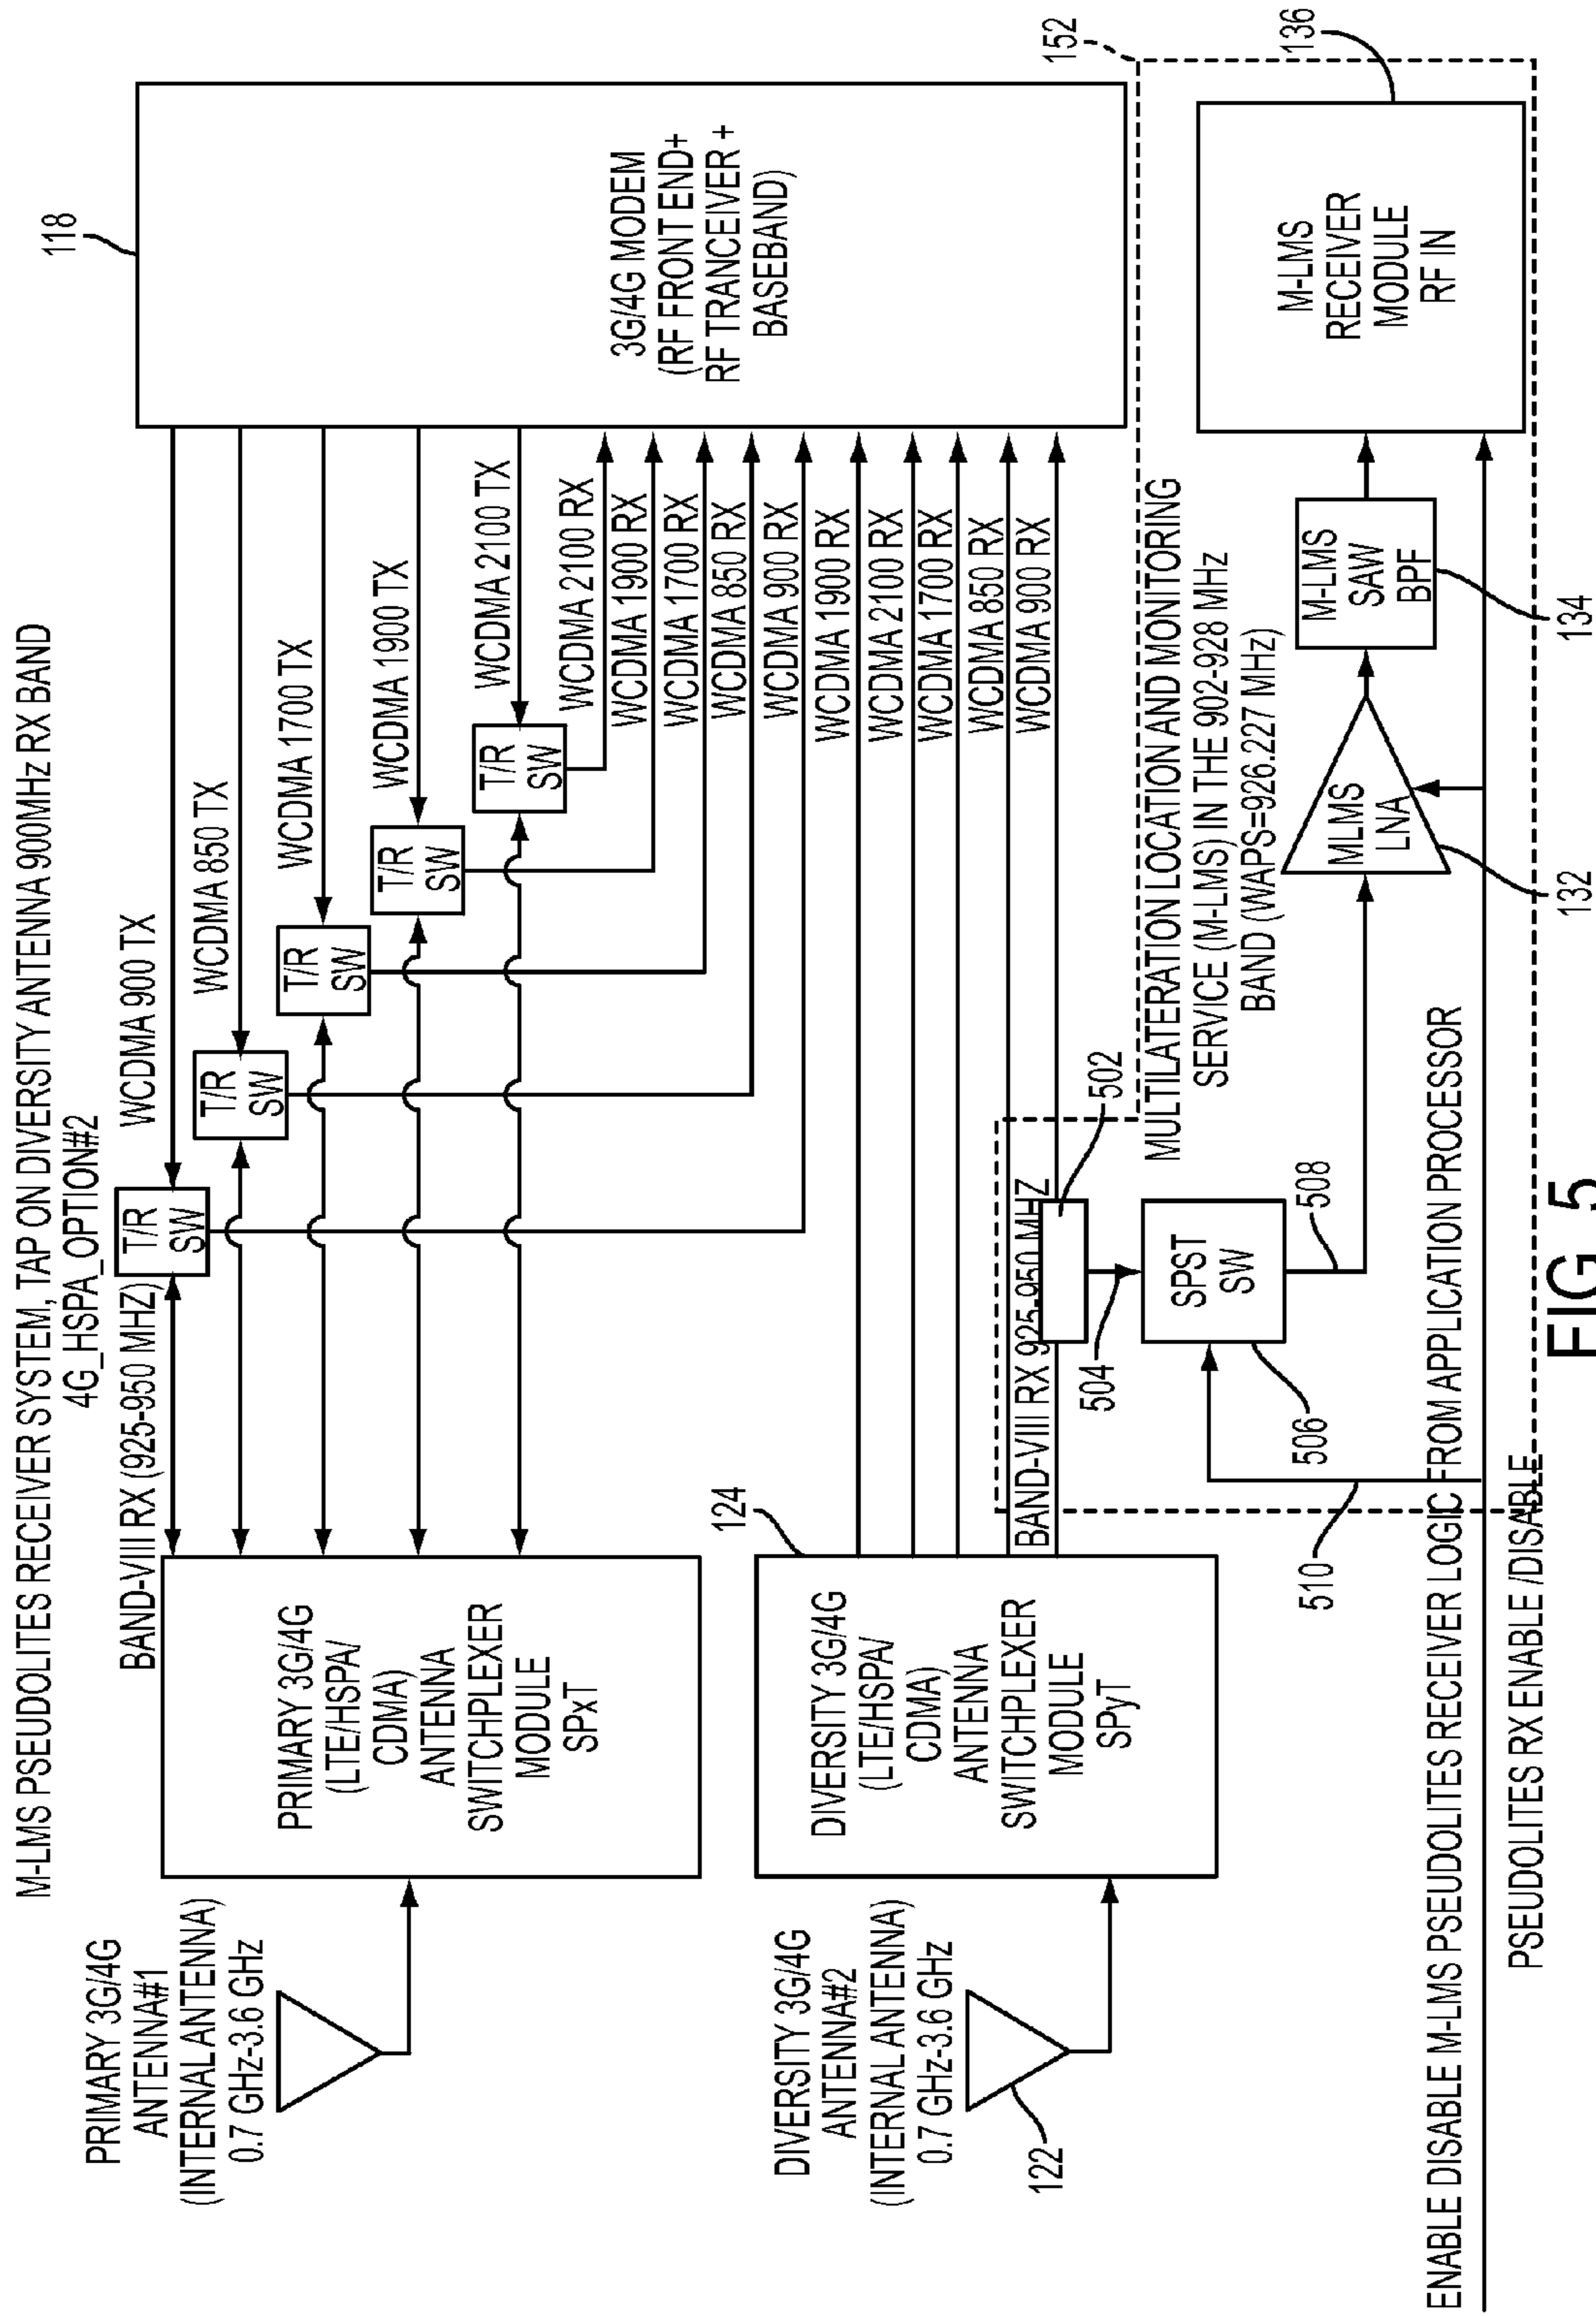 M-LMS PSEUDOLITES RECEIVER SYSTEM, TAP ON DIVERSITY ANTENNA 900MHz RX BAND
4G_HSPA_OPTION#2
PRIMARY 3G/4G
ANTENNA#1
(INTERNAL ANTENNA)
0.7 GHz-3.6 GHz
BAND-VIII RX (925-950 MHZ)
PRIMARY 3G/4G
(LTE/HSPA/
CDMA)
ANTENNA
SWITCHPLEXER
MODULE
SPxT
T/R
SW
T/R
SW
T/R
SW
T/R
SW
T/R
SW
WCDMA 900 TX
WCDMA 850 TX
WCDMA 1700 TX
WCDMA 1900 TX
WCDMA 2100 TX
WCDMA 2100 RX
WCDMA 1900 RX
WCDMA 1700 RX
WCDMA 850 RX
WCDMA 900 RX
WCDMA 1900 RX
WCDMA 2100 RX
WCDMA 1700 RX
WCDMA 850 RX
WCDMA 900 RX
118
3G/4G MODEM
(RF FRONT END+
RF TRANCEIVER +
BASEBAND)
DIVERSITY 3G/4G
ANTENNA#2
(INTERNAL ANTENNA)
0.7 GHz-3.6 GHz
122
124
DIVERSITY 3G/4G
(LTE/HSPA/
CDMA)
ANTENNA
SWITCHPLEXER
MODULE
SPyT
BAND-VIII RX 925-950 MHZ
502
504
SPST
SW
506
508
510
152
MULTILATERATION LOCATION AND MONITORING
SERVICE (M-LMS) IN THE 902-928 MHz
BAND (WAPS=926.227 MHz)
MLMS
LNA
132
M-LMS
SAW
BPF
134
M-LMS
RECEIVER
MODULE
RF IN
136
ENABLE DISABLE M-LMS PSEUDOLITES RECEIVER LOGIC FROM APPLICATION PROCESSOR
PSEUDOLITES RX ENABLE /DISABLE
FIG. 5